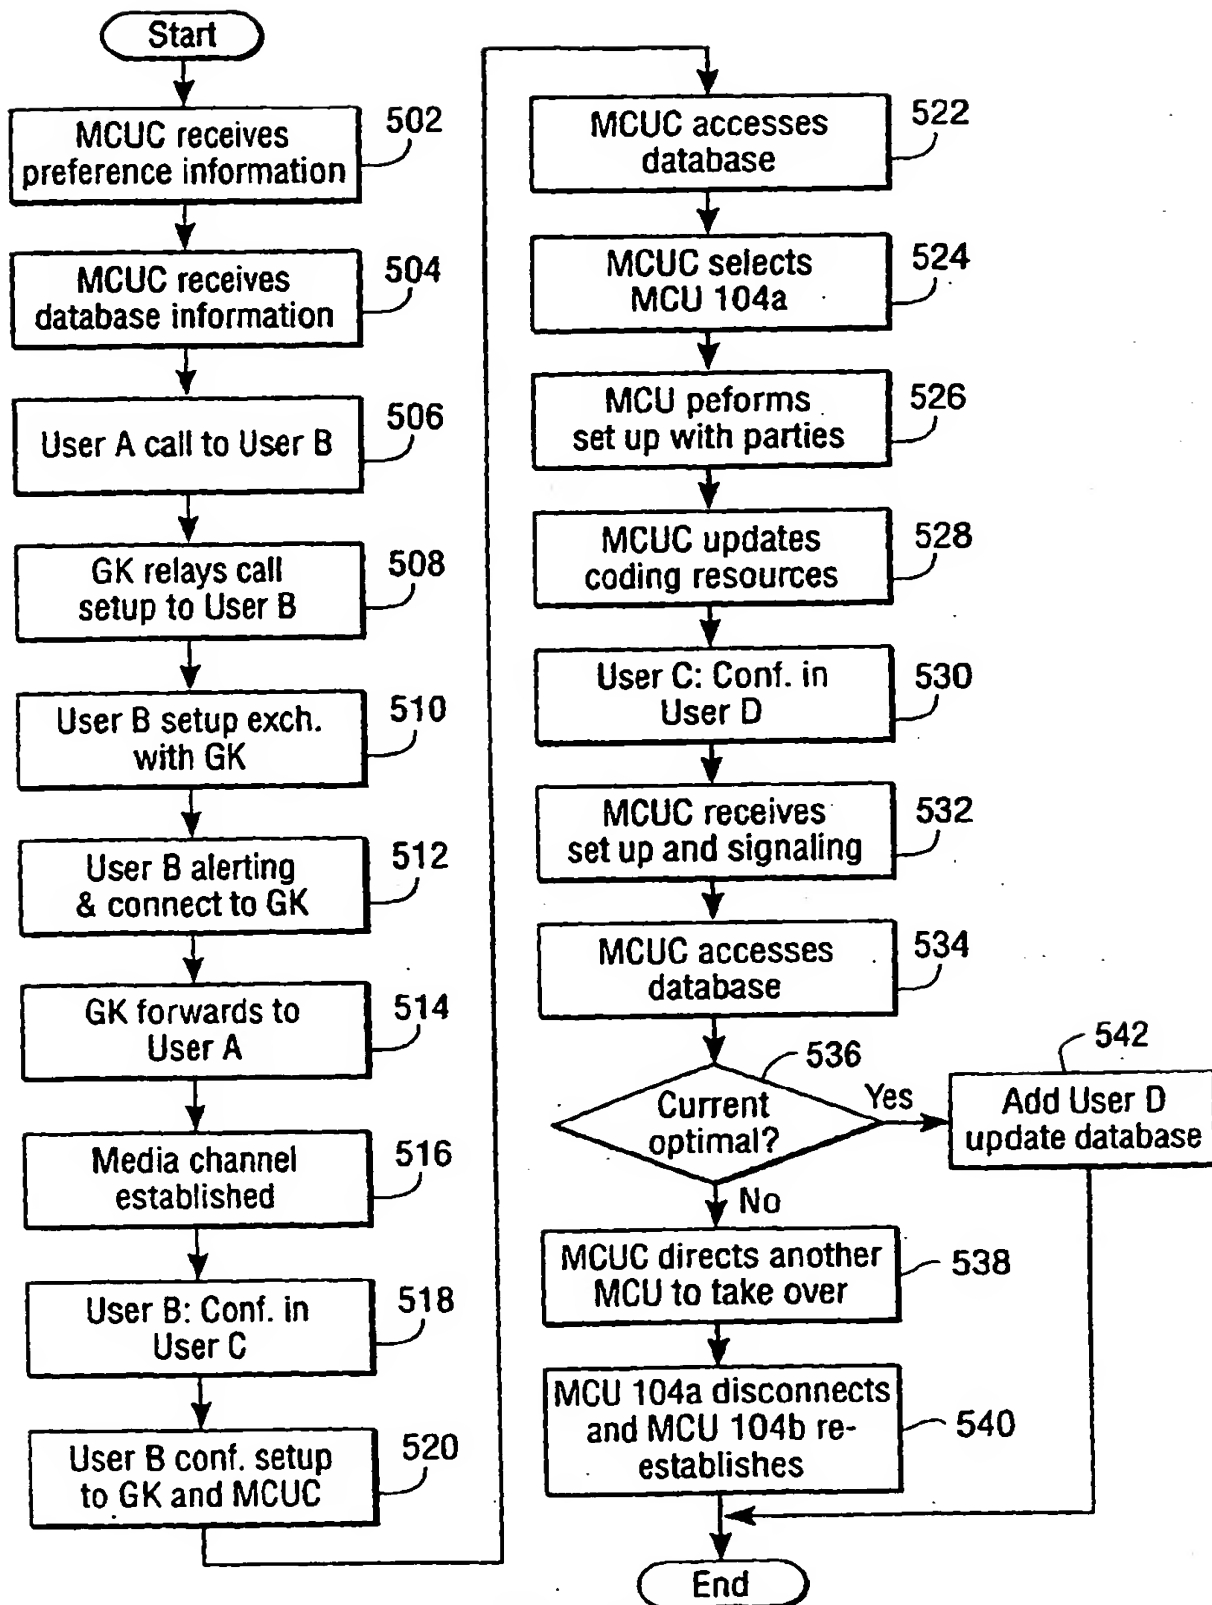 Start
MCUC receives
preference information
502
MCUC receives
database information
504
User A call to User B
506
GK relays call
setup to User B
508
User B setup exch.
with GK
510
User B alerting
& connect to GK
512
GK forwards to
User A
514
Media channel
established
516
User B: Conf. in
User C
518
User B conf. setup
to GK and MCUC
520
MCUC accesses
database
522
MCUC selects
MCU 104a
524
MCU peforms
set up with parties
526
MCUC updates
coding resources
528
User C: Conf. in
User D
530
MCUC receives
set up and signaling
532
MCUC accesses
database
534
Current
optimal?
536
Yes
Add User D
update database
542
No
MCUC directs another
MCU to take over
538
MCU 104a disconnects
and MCU 104b re-
establishes
540
End